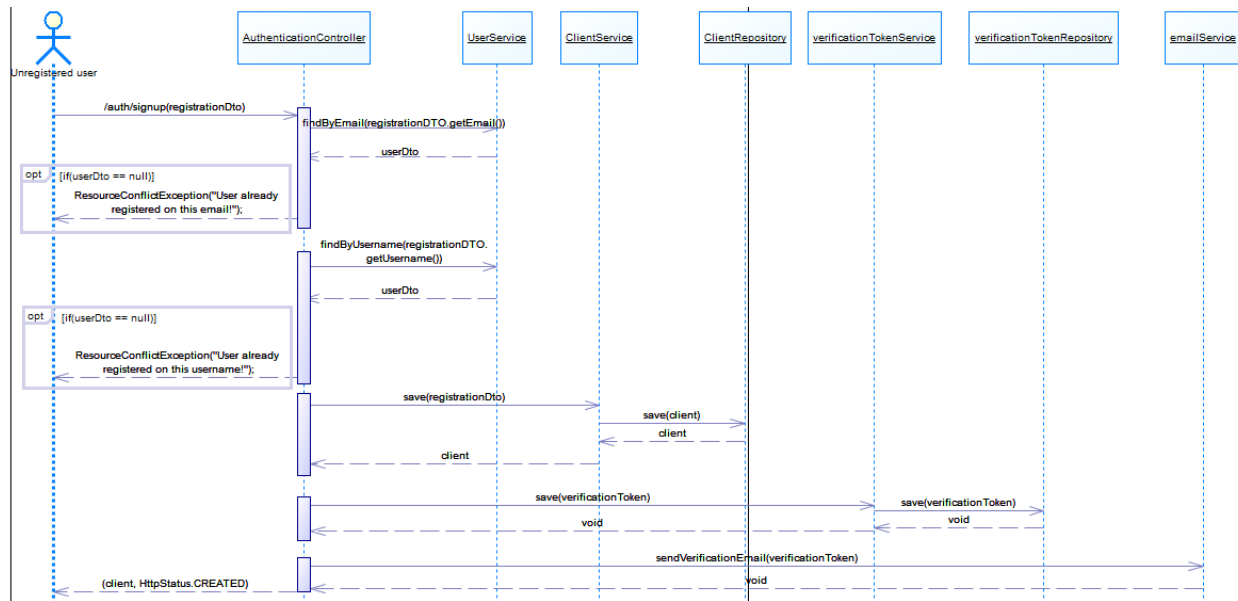 AuthenticationController
UserService
ClientService
ClientRepository
verificationTokenService
verificationTokenRepository
emailService
Unregistered user
/auth/signup(registrationDto)
findByEmail(registrationDTO.getEmail())
userDto
opt
[if(userDto == null)]
ResourceConflictException("User already
registered on this email!");
findByUsername(registrationDTO.
getUsername())
userDto
opt
[if(userDto == null)]
ResourceConflictException("User already
registered on this username!");
save(registrationDto)
save(client)
client
client
save(verificationToken)
save(verificationToken)
void
void
sendVerificationEmail(verificationToken)
void
(client, HttpStatus.CREATED)